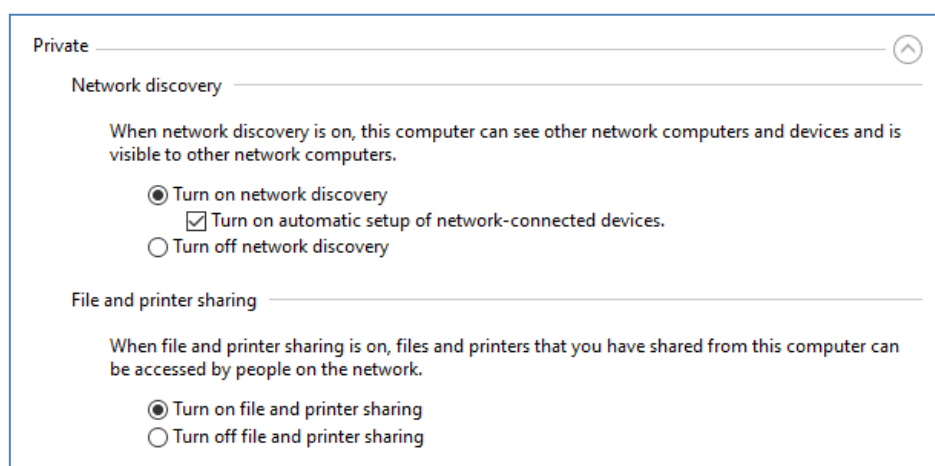 Private
Network discovery
When network discovery is on, this computer can see other network computers and devices and is
visible to other network computers.
Turn on network discovery
Turn on automatic setup of network-connected devices.
Turn off network discovery
File and printer sharing
When file and printer sharing is on, files and printers that you have shared from this computer can
be accessed by people on the network.
Turn on file and printer sharing
Turn off file and printer sharing